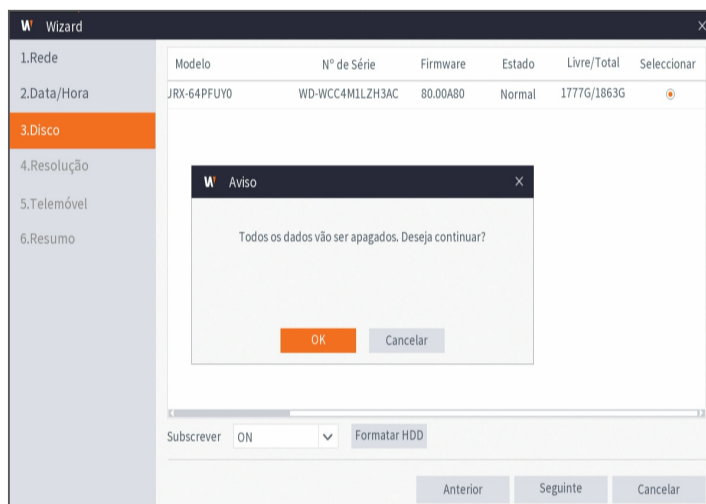 Wizard
1.Rede
2.Data/Hora
3.Disco
4.Resolução
5.Telemóvel
6.Resumo
Modelo Nº de Série Firmware Estado Livre/Total Seleccionar
JRX-64PFUY0 WD-WCC4M1LZH3AC 80.00A80 Normal 1777G/1863G
Aviso
Todos os dados vão ser apagados. Deseja continuar?
OK Cancelar
Subscrever ON Formatar HDD
Anterior Seguinte Cancelar